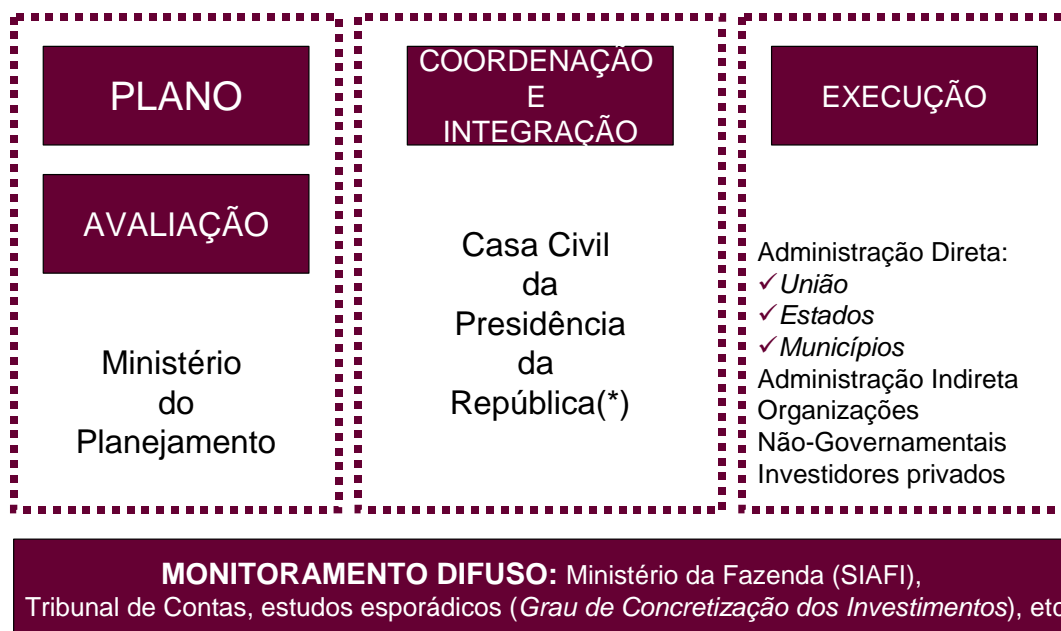 PLANO
AVALIAÇÃO
Ministério
do
Planejamento
COORDENAÇÃO
E
INTEGRAÇÃO
Casa Civil
da
Presidência
da
República(*)
EXECUÇÃO
Administração Direta:
✓União
✓Estados
✓Municípios
Administração Indireta
Organizações
Não-Governamentais
Investidores privados
MONITORAMENTO DIFUSO: Ministério da Fazenda (SIAFI),
Tribunal de Contas, estudos esporádicos (Grau de Concretização dos Investimentos), etc